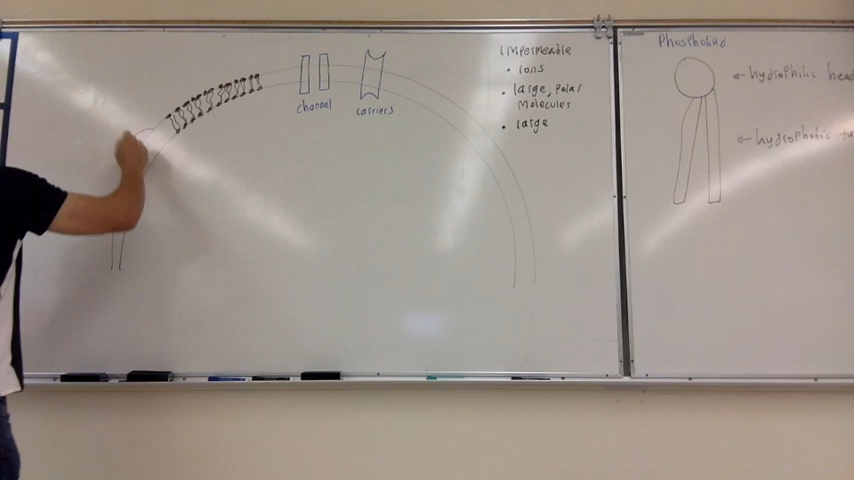 Impermeable
• Ions
• large, Polar
Molecules
• large
channel
carriers
Phospholipid
← hydrophilic head
← hydrophobic